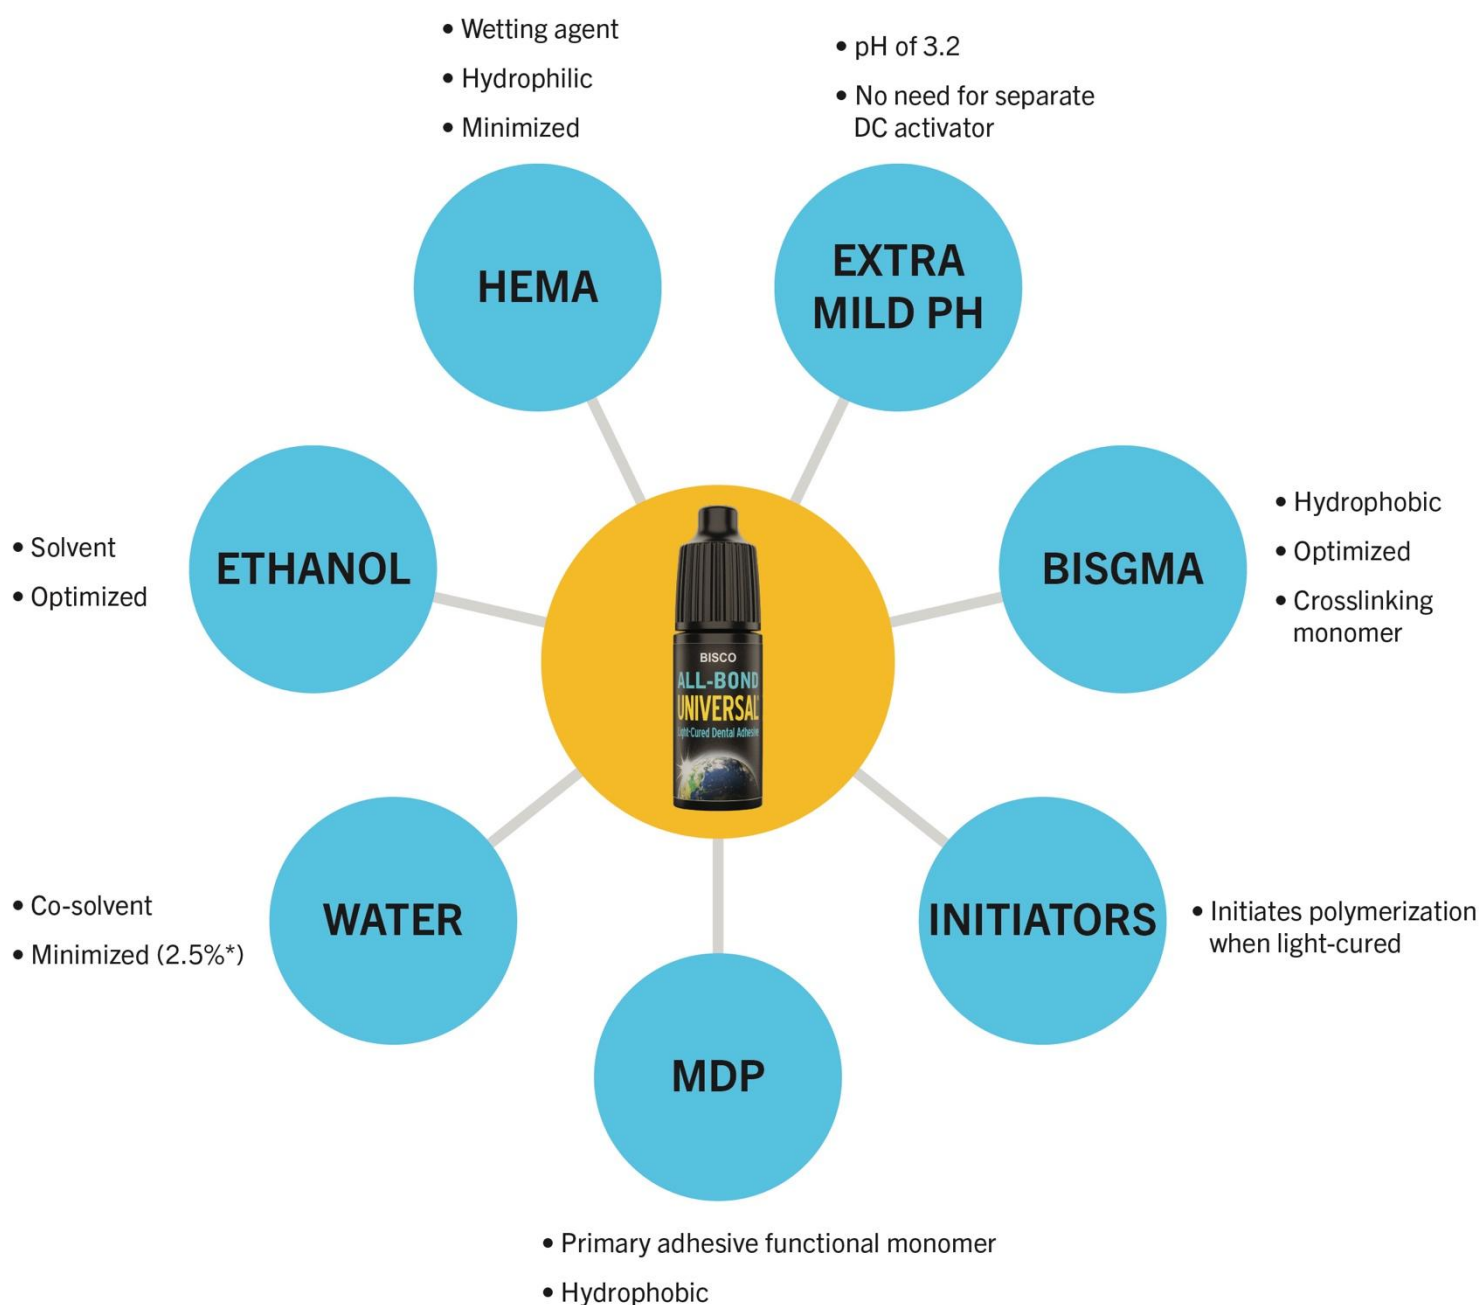 • Wetting agent
• Hydrophilic
• Minimized
• pH of 3.2
• No need for separate
DC activator
HEMA
EXTRA
MILD PH
ETHANOL
• Solvent
• Optimized
BISGMA
• Hydrophobic
• Optimized
• Crosslinking
monomer
BISCO
ALL-BOND
UNIVERSAL
Light-Cured Dental Adhesive
WATER
• Co-solvent
• Minimized (2.5%*)
INITIATORS
• Initiates polymerization
when light-cured
MDP
• Primary adhesive functional monomer
• Hydrophobic